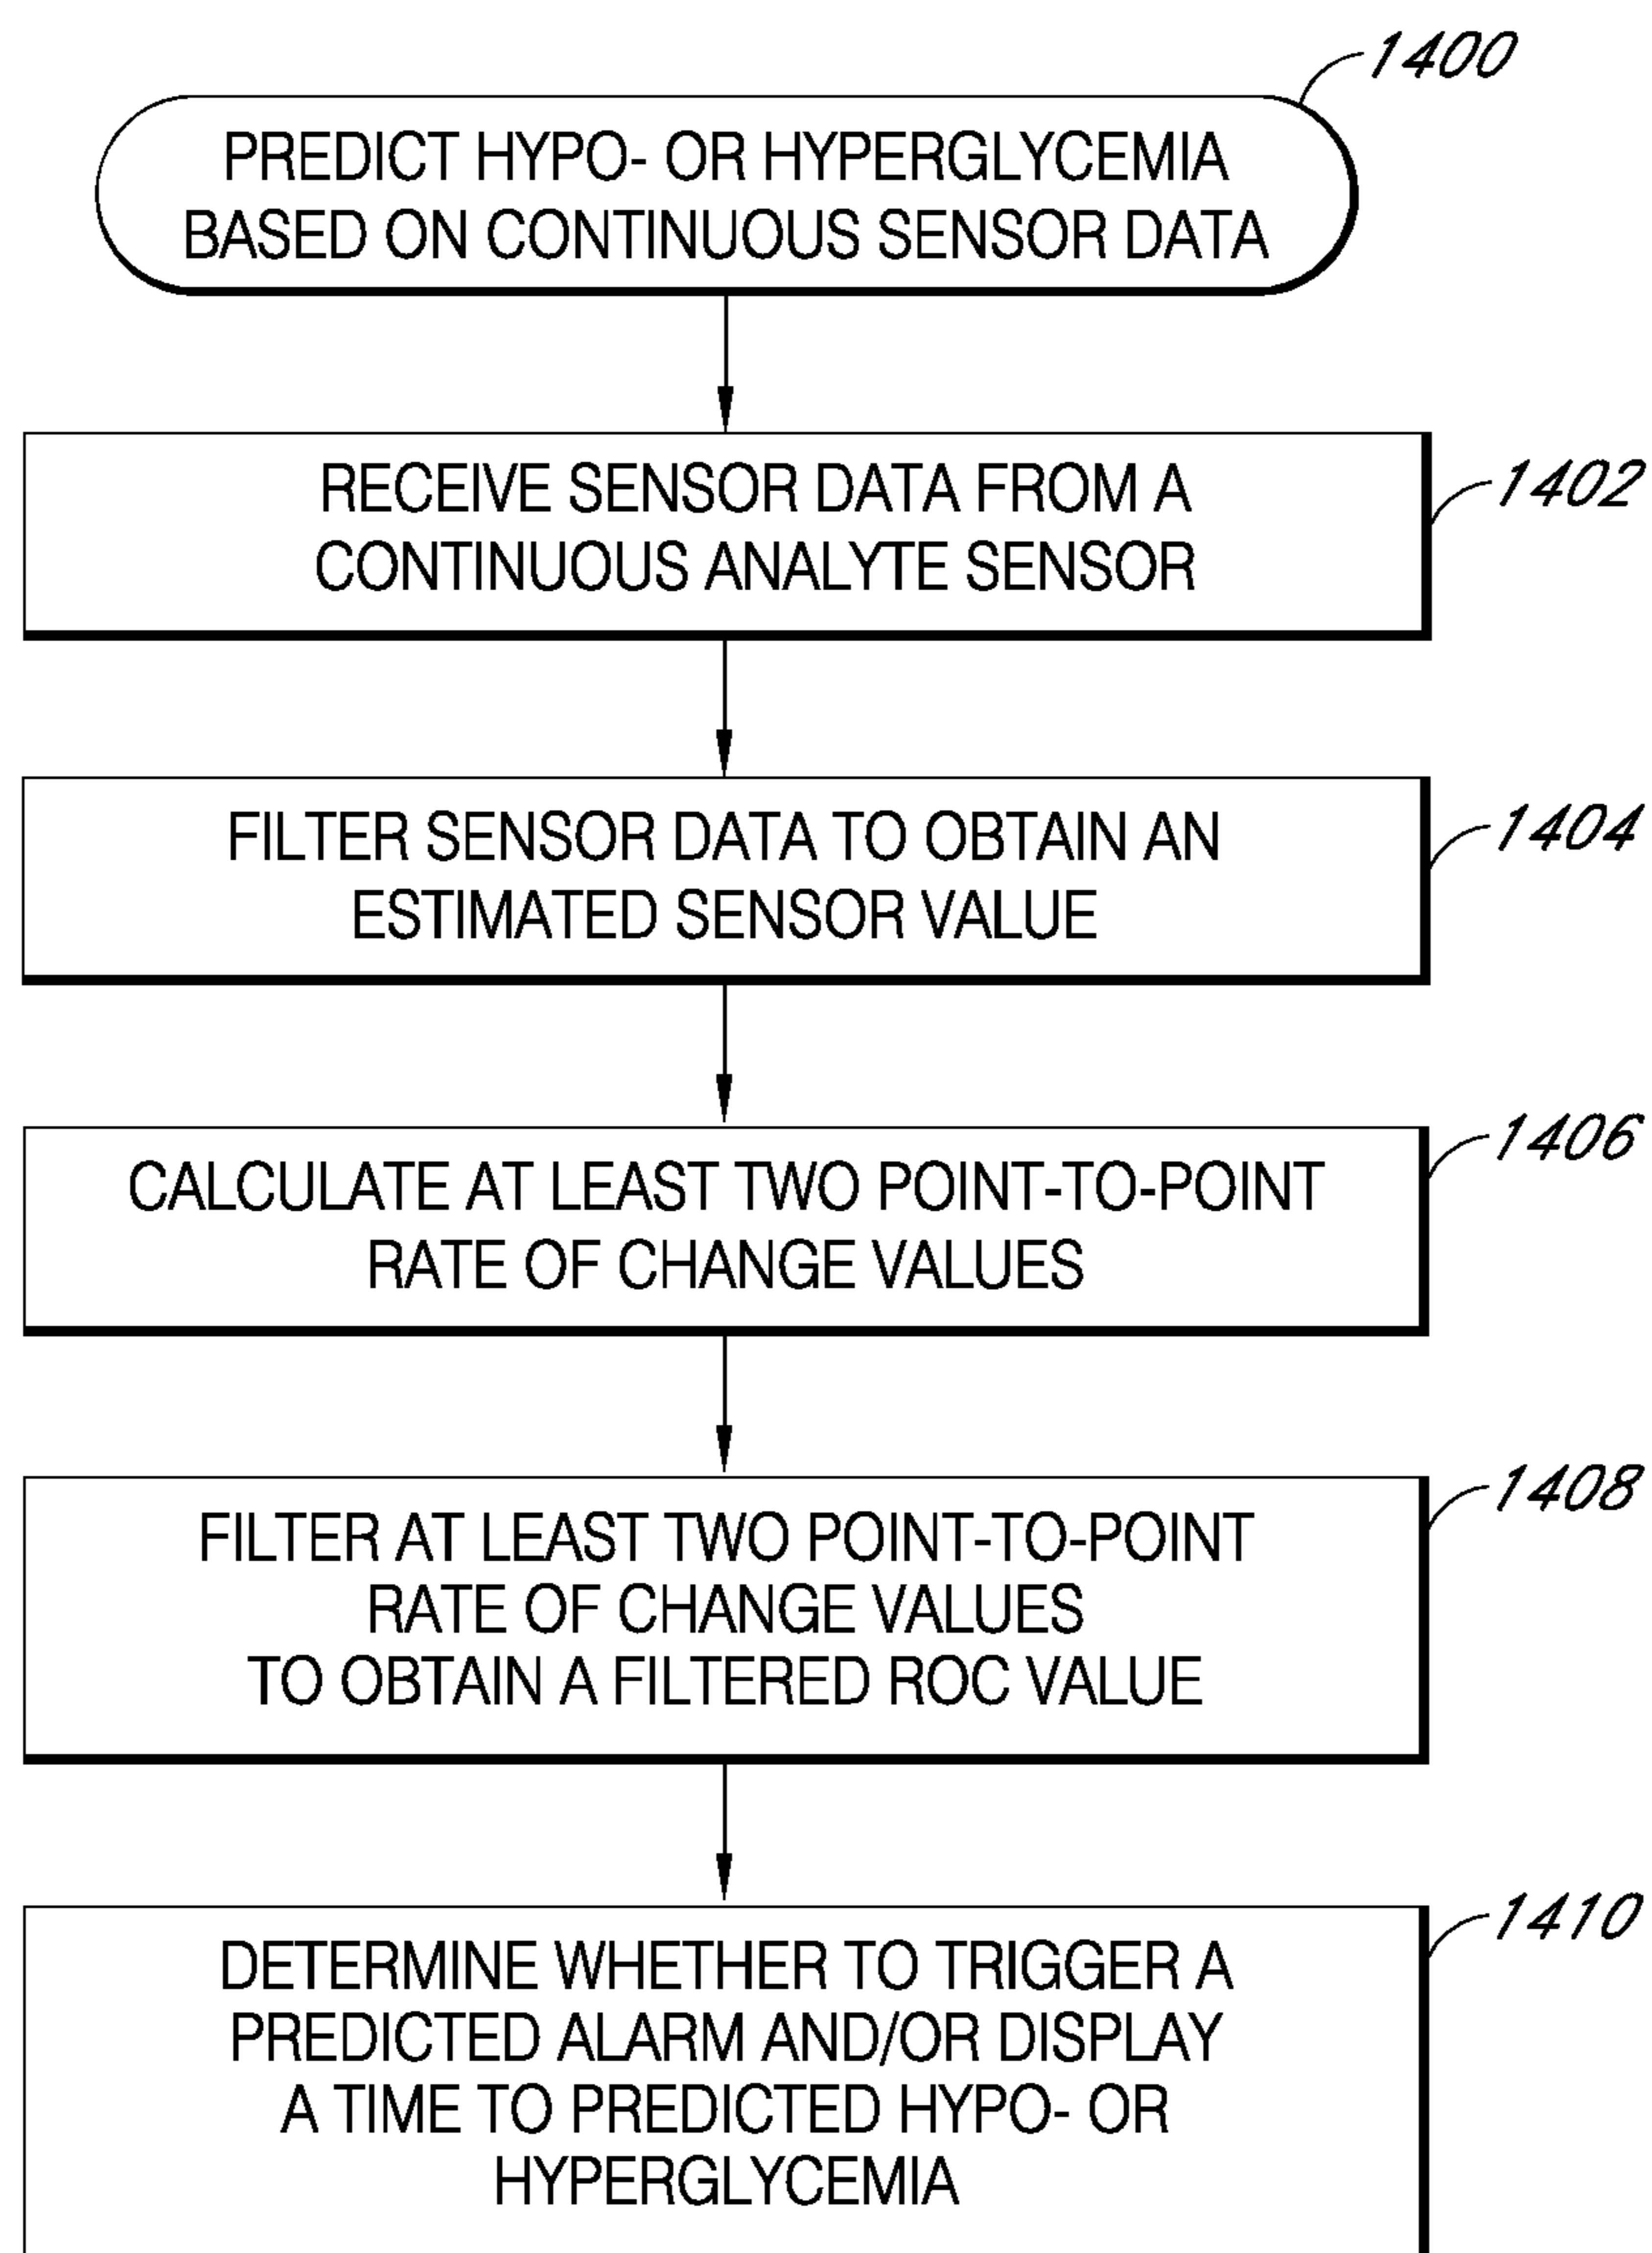 1400
PREDICT HYPO- OR HYPERGLYCEMIA
BASED ON CONTINUOUS SENSOR DATA
RECEIVE SENSOR DATA FROM A
CONTINUOUS ANALYTE SENSOR
1402
FILTER SENSOR DATA TO OBTAIN AN
ESTIMATED SENSOR VALUE
1404
CALCULATE AT LEAST TWO POINT-TO-POINT
RATE OF CHANGE VALUES
1406
FILTER AT LEAST TWO POINT-TO-POINT
RATE OF CHANGE VALUES
TO OBTAIN A FILTERED ROC VALUE
1408
DETERMINE WHETHER TO TRIGGER A
PREDICTED ALARM AND/OR DISPLAY
A TIME TO PREDICTED HYPO- OR
HYPERGLYCEMIA
1410